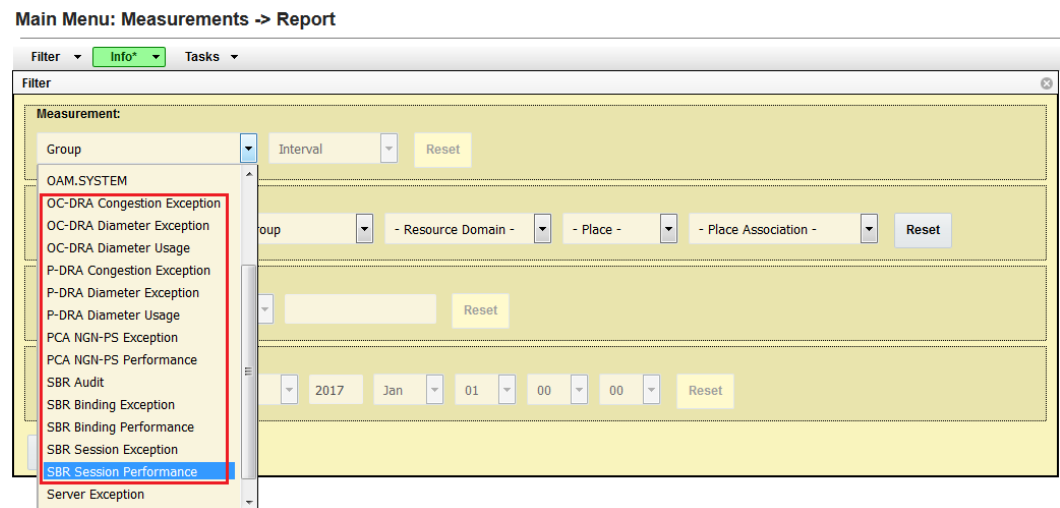 Main Menu: Measurements -> Report
Filter Info* Tasks
Filter
Measurement:
Group Interval Reset
OAM.SYSTEM
OC-DRA Congestion Exception
OC-DRA Diameter Exception
roup - Resource Domain - - Place - - Place Association - Reset
OC-DRA Diameter Usage
P-DRA Congestion Exception
P-DRA Diameter Exception
Reset
P-DRA Diameter Usage
PCA NGN-PS Exception
PCA NGN-PS Performance
SBR Audit
2017 Jan 01 00 00 Reset
SBR Binding Exception
SBR Binding Performance
SBR Session Exception
SBR Session Performance
Server Exception